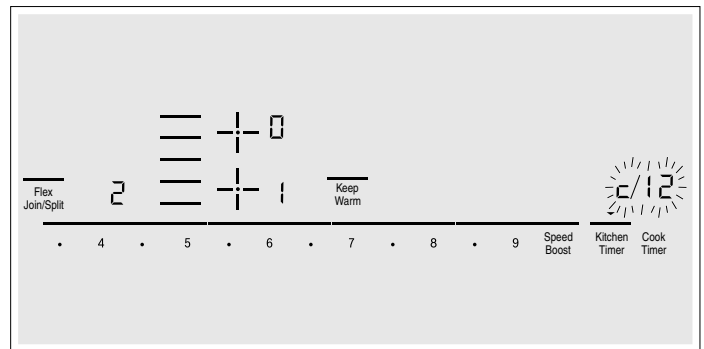 0
Flex
Join/Split
2
1
Keep
Warm
c/12
. 4 . 5 . 6 . 7 . 8 . 9
Speed
Boost
Kitchen
Timer
Cook
Timer